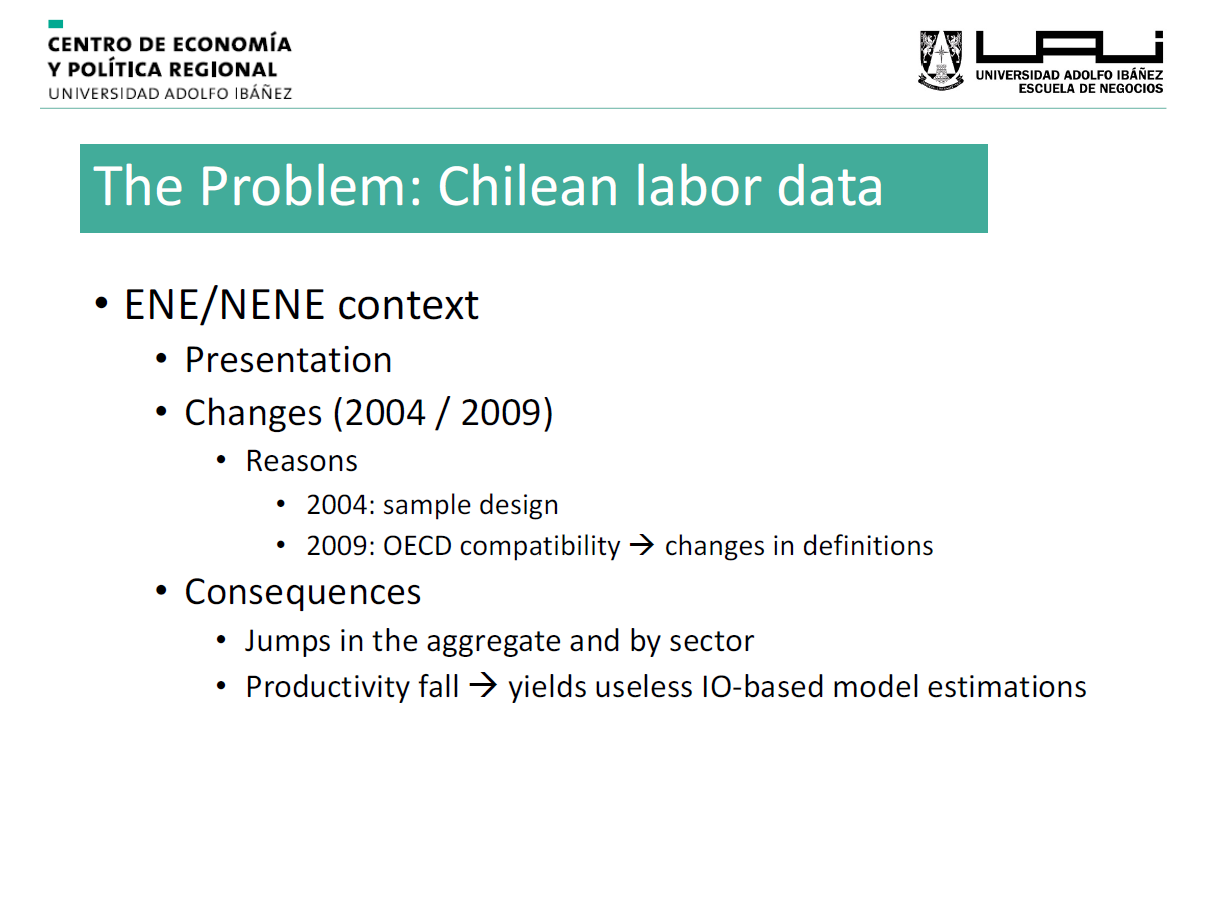 CENTRO DE ECONOMÍA
Y POLÍTICA REGIONAL
UNIVERSIDAD ADOLFO IBÁÑEZ
UAi
UNIVERSIDAD ADOLFO IBÁÑEZ
ESCUELA DE NEGOCIOS
The Problem: Chilean labor data
• ENE/NENE context
• Presentation
• Changes (2004 / 2009)
• Reasons
• 2004: sample design
• 2009: OECD compatibility → changes in definitions
• Consequences
• Jumps in the aggregate and by sector
• Productivity fall → yields useless IO-based model estimations